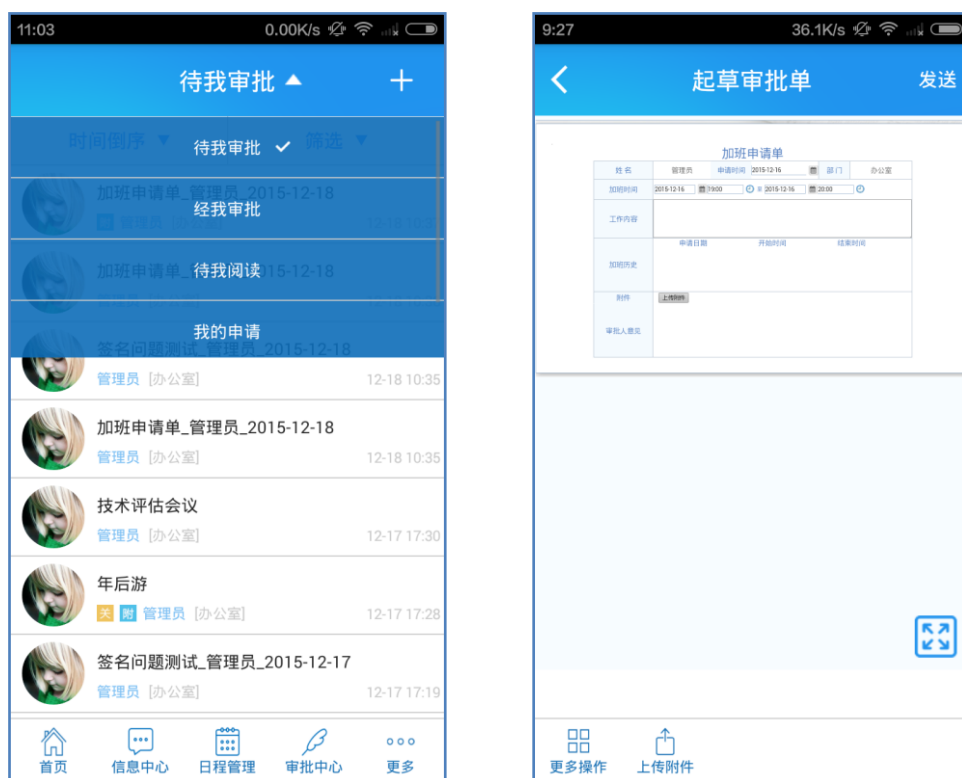 11:03 0.00K/s
待我审批 ▲ +
时间倒序 ▼ 筛选 ▼
待我审批 ✓
加班申请单_管理员_2015-12-18
附 管理员 [办公室] 12-18 10:3
经我审批
加班申请单_ 15-12-18
待我阅读
我的申请
签名问题测试_管理员_2015-12-18
管理员 [办公室] 12-18 10:35
加班申请单_管理员_2015-12-18
管理员 [办公室] 12-18 10:35
技术评估会议
管理员 [办公室] 12-17 17:30
年后游
关 附 管理员 [办公室] 12-17 17:28
签名问题测试_管理员_2015-12-17
管理员 [办公室] 12-17 17:19
首页 信息中心 日程管理 审批中心 更多
9:27 36.1K/s
起草审批单 发送
加班申请单
姓名 管理员 申请时间 2015-12-16 部门 办公室
加班时间 2015-12-16 19:00 2015-12-16 20:00
工作内容
申请日期 开始时间 结束时间
加班历史
附件 上传附件
审批人意见
更多操作 上传附件